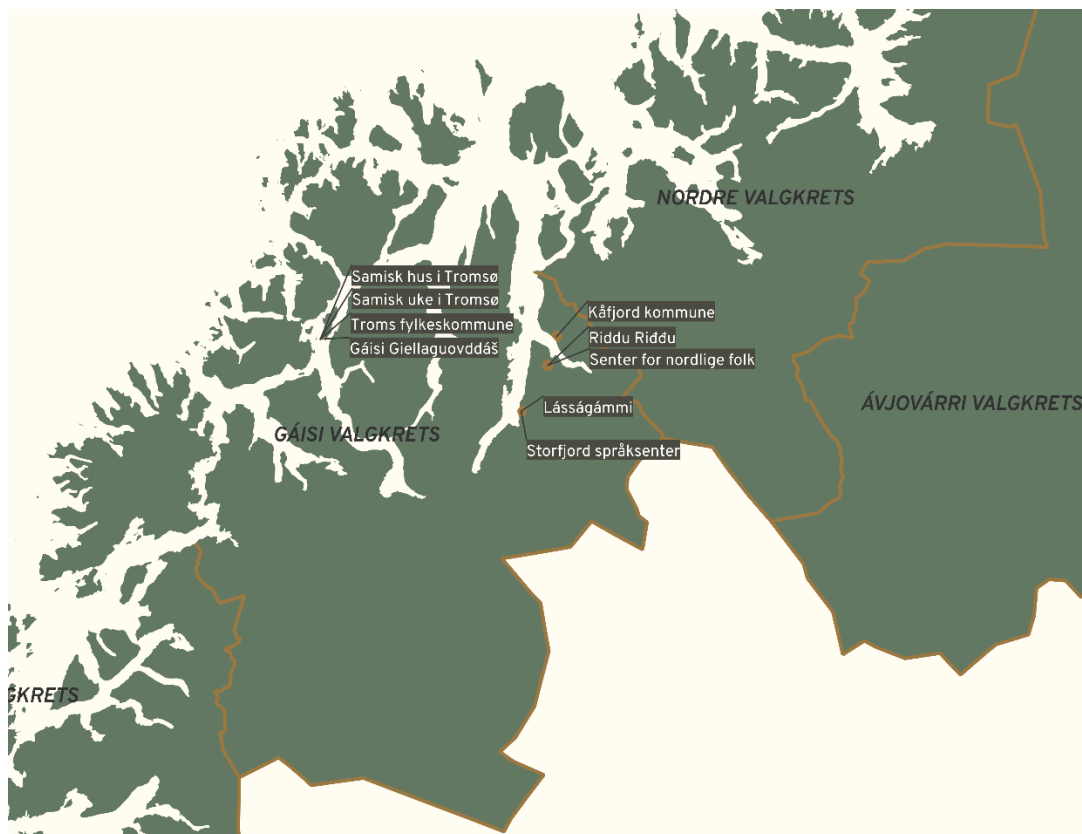 NORDRE VALGKRETS
Samisk hus i Tromsø
Samisk uke i Tromsø
Troms fylkeskommune
Gáisi Giellaguovddáš
Kåfjord kommune
Riddu Riđđu
Senter for nordlige folk
Lásságámmi
ÁVJOVÁRRI VALGKRETS
GÁISI VALGKRETS
Storfjord språksenter
GKRETS